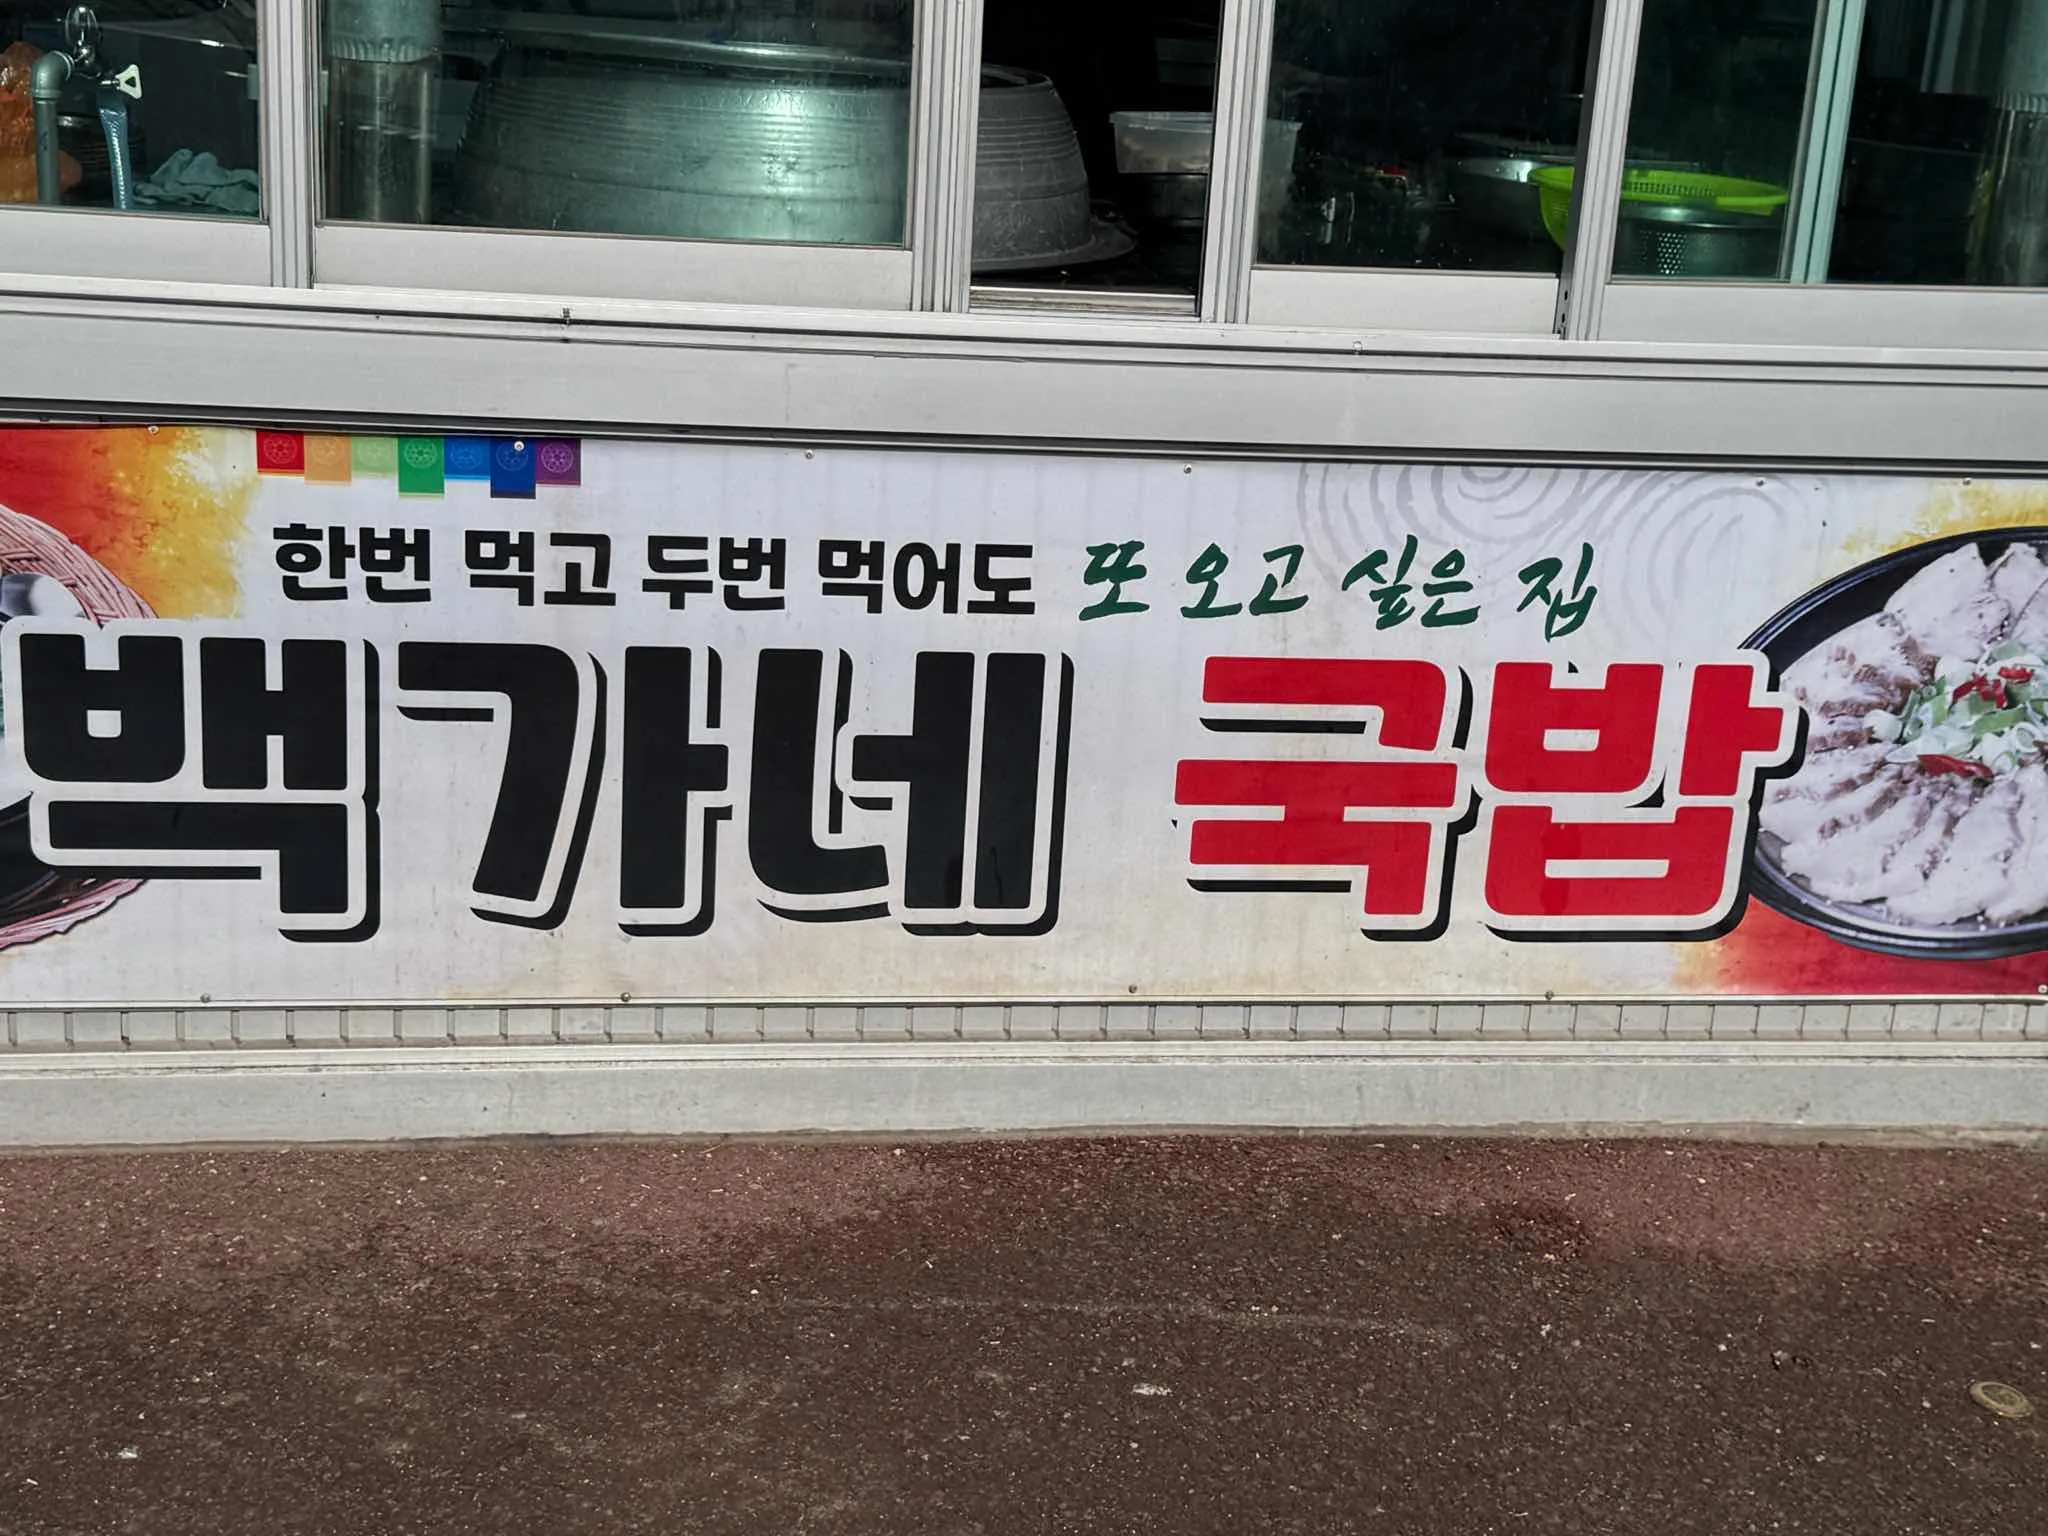 한번 먹고 두번 먹어도 또 오고 싶은 집
백가네 국밥